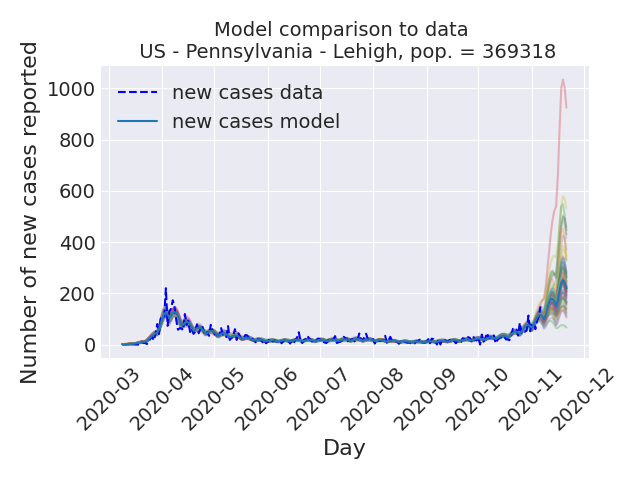 Model comparison to data
US - Pennsylvania - Lehigh, pop. = 369318
Number of new cases reported
1000
800
600
400
200
0
new cases data
new cases model
2020-03
2020-04
2020-05
2020-06
2020-07
2020-08
2020-09
2020-10
2020-11
2020-12
Day